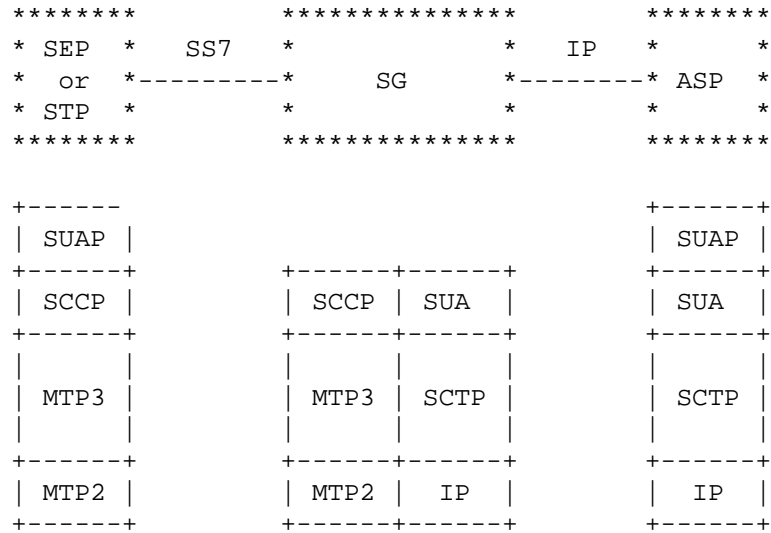 ********          ***************        ********
* SEP  *   SS7    *             *   IP   *      *
*  or  *---------*     SG      *--------* ASP  *
* STP  *          *             *        *      *
********          ***************        ********

+------                                  +------+
| SUAP |                                 | SUAP |
+------+          +------+------+        +------+
| SCCP |          | SCCP | SUA  |        | SUA  |
+------+          +------+------+        +------+
|      |          |      |      |        |      |
| MTP3 |          | MTP3 | SCTP |        | SCTP |
|      |          |      |      |        |      |
+------+          +------+------+        +------+
| MTP2 |          | MTP2 |  IP  |        |  IP  |
+------+          +------+------+        +------+